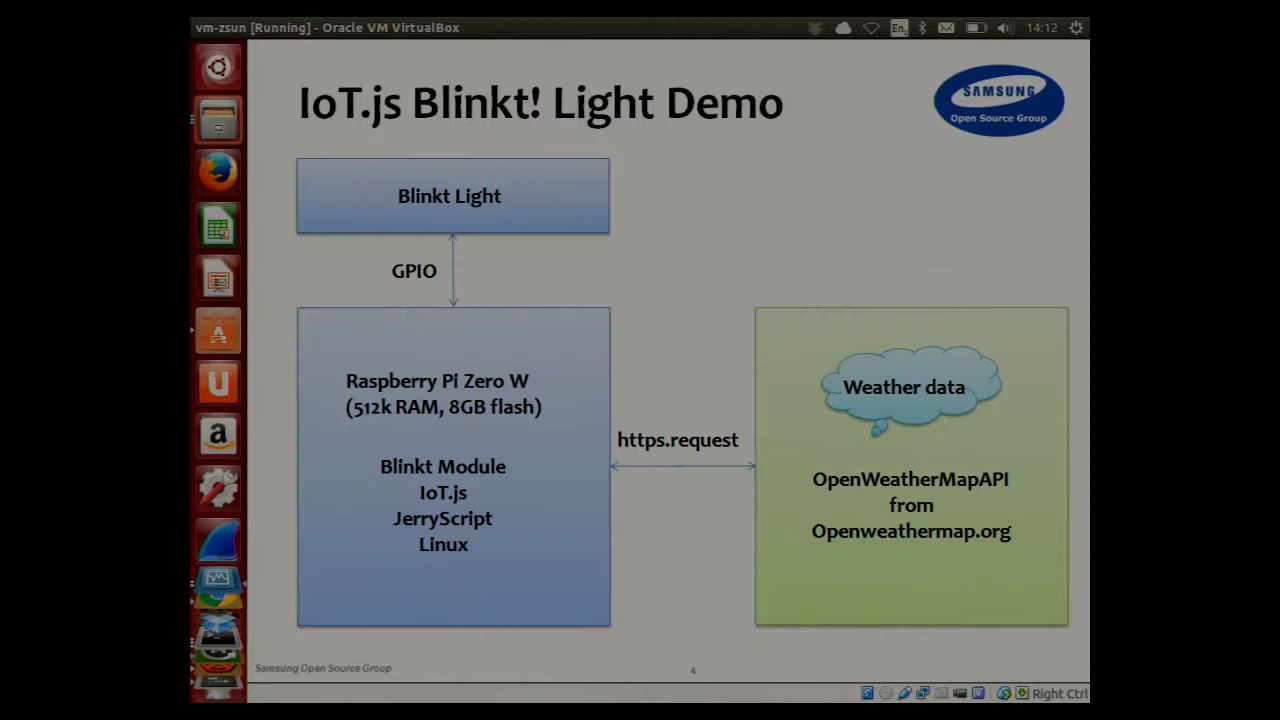 vm-zsun [Running] - Oracle VM VirtualBox
En
14:12
IoT.js Blinkt! Light Demo
SAMSUNG
Open Source Group
Blinkt Light
GPIO
Raspberry Pi Zero W
(512k RAM, 8GB flash)
Blinkt Module
IoT.js
JerryScript
Linux
https.request
Weather data
OpenWeatherMapAPI
from
Openweathermap.org
Samsung Open Source Group
4
Right Ctrl